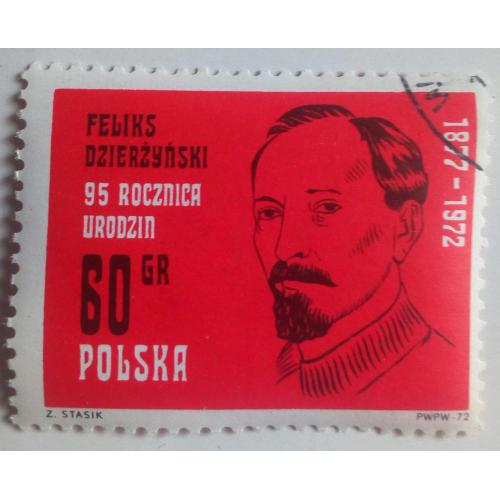 FELIKS
DZIERŻYŃSKI
95 ROCZNICA
URODZIN
60 GR
POLSKA
1877-1972
Z. STASIK
PWPW-72